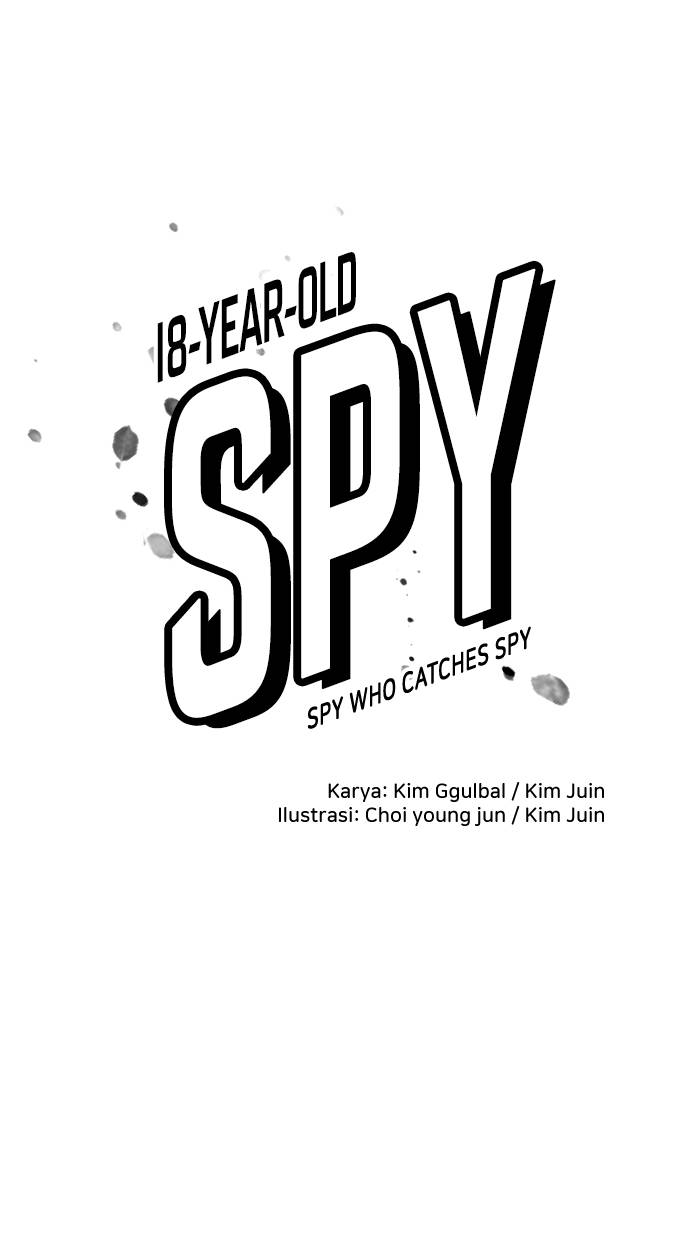 18-YEAR-OLD
SPY
SPY WHO CATCHES SPY
Karya: Kim Ggulbal / Kim Juin
Ilustrasi: Choi young jun / Kim Juin